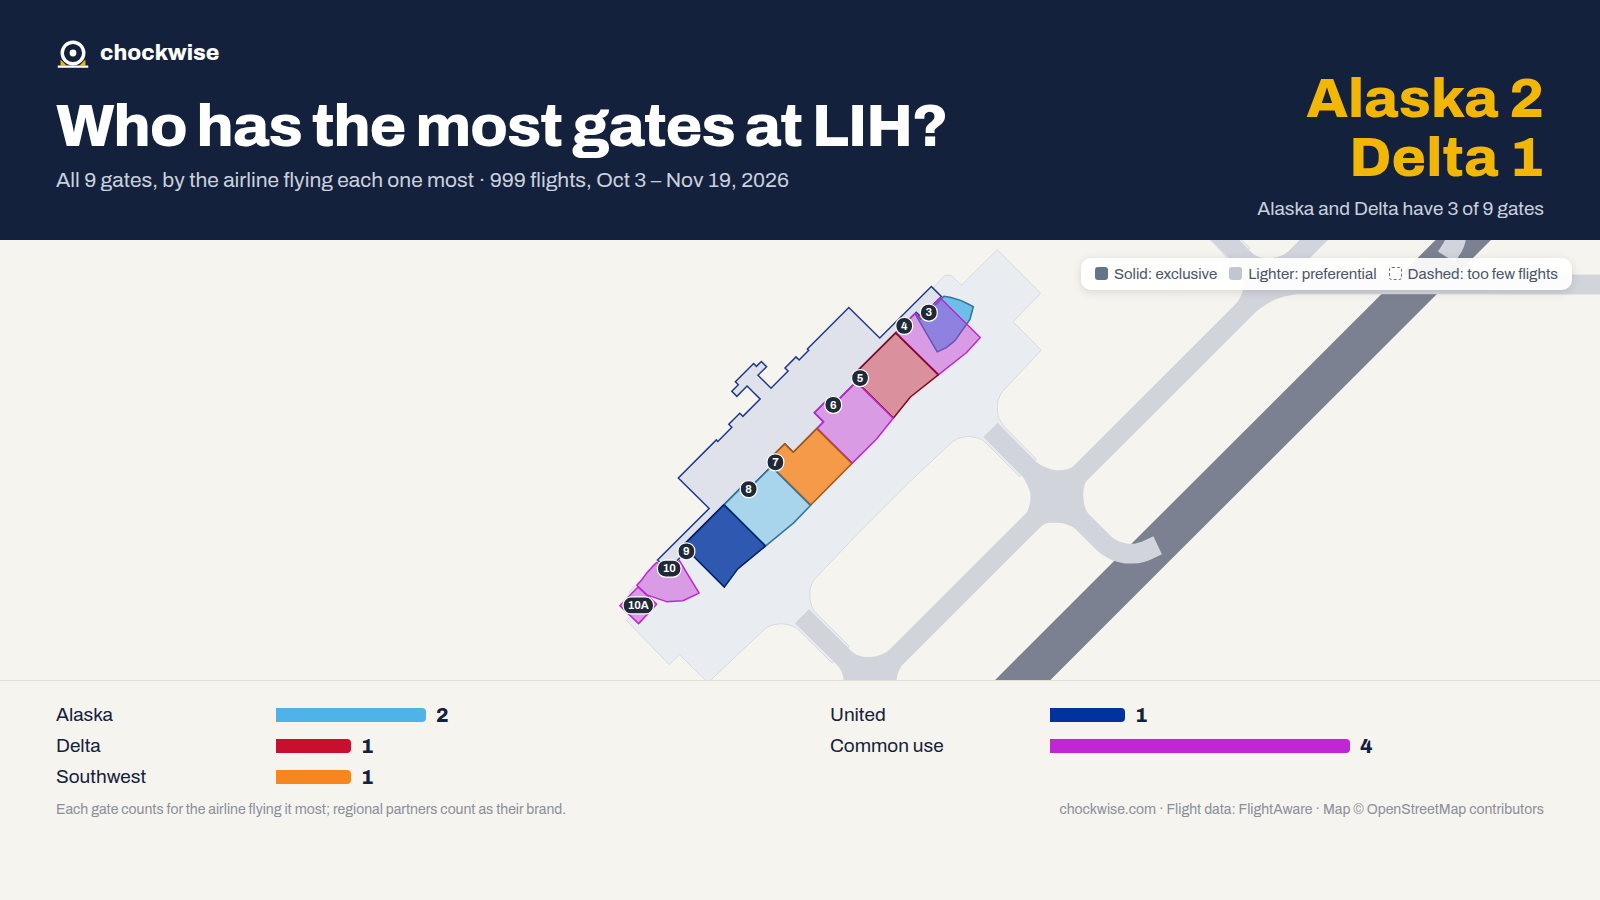 chockwise
Who has the most gates at LIH?
All 9 gates, by the airline flying each one most · 999 flights, Oct 3 – Nov 19, 2026
Alaska 2
Delta 1
Alaska and Delta have 3 of 9 gates
Solid: exclusive
Lighter: preferential
Dashed: too few flights
3
4
5
6
7
8
9
10
10A
Alaska 2
Delta 1
Southwest 1
United 1
Common use 4
Each gate counts for the airline flying it most; regional partners count as their brand.
chockwise.com · Flight data: FlightAware · Map © OpenStreetMap contributors